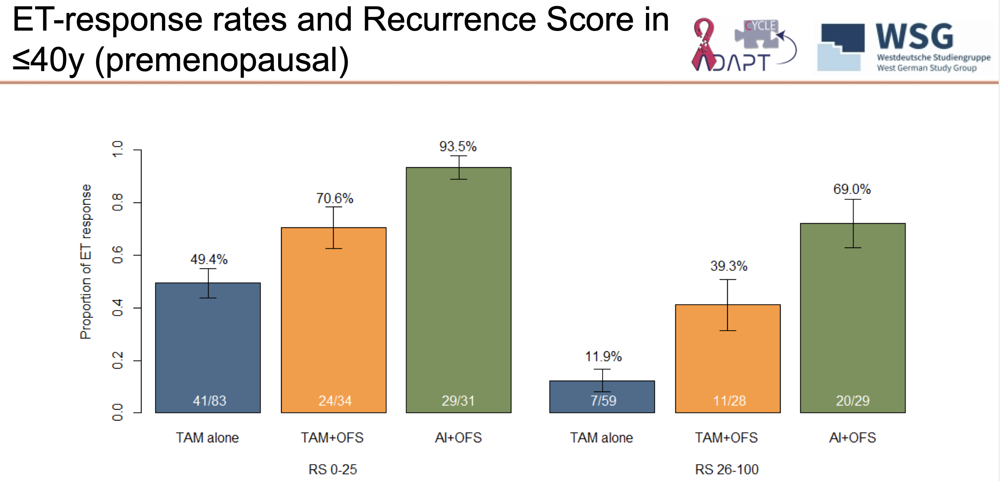 ET-response rates and Recurrence Score in
≤40y (premenopausal)
CYCLE
ADAPT
WSG
Westdeutsche Studiengruppe
West German Study Group
Proportion of ET response
1.0
0.8
0.6
0.4
0.2
0.0
49.4%
70.6%
93.5%
11.9%
39.3%
69.0%
41/83
24/34
29/31
7/59
11/28
20/29
TAM alone
TAM+OFS
AI+OFS
TAM alone
TAM+OFS
AI+OFS
RS 0-25
RS 26-100